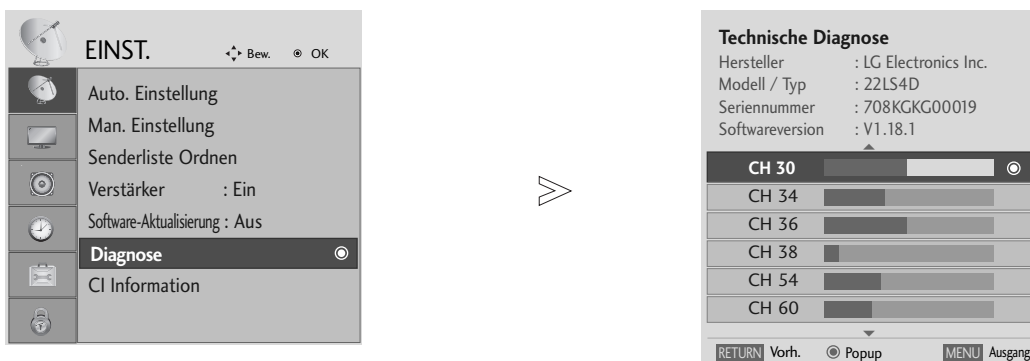 EINST. Bew. OK
Auto. Einstellung
Man. Einstellung
Senderliste Ordnen
Verstärker : Ein
Software-Aktualisierung : Aus
Diagnose
CI Information
Technische Diagnose
Hersteller : LG Electronics Inc.
Modell / Typ : 22LS4D
Seriennummer : 708KGKG00019
Softwareversion : V1.18.1
CH 30
CH 34
CH 36
CH 38
CH 54
CH 60
RETURN Vorh. Popup MENU Ausgang